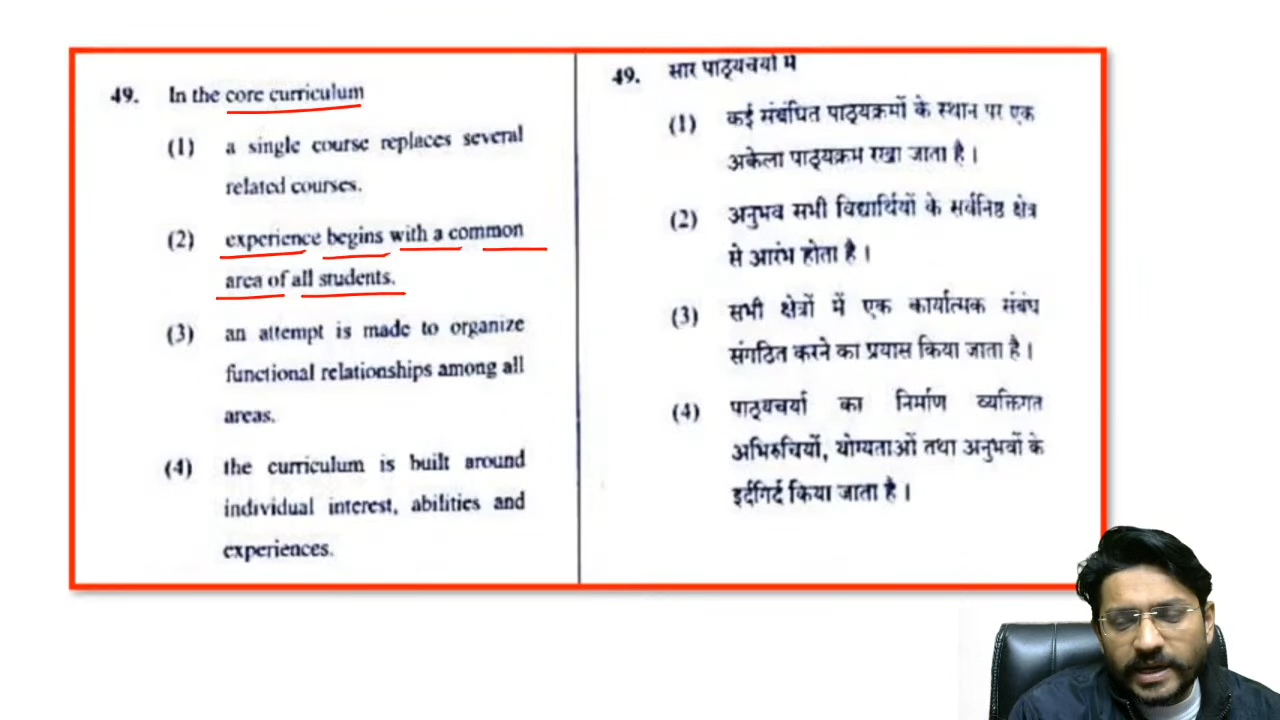 49. In the core curriculum
(1) a single course replaces several
related courses.
(2) experience begins with a common
area of all students.
(3) an attempt is made to organize
functional relationships among all
areas.
(4) the curriculum is built around
individual interest, abilities and
experiences.
49. सार पाठ्यचर्या में
(1) कई संबंधित पाठ्यक्रमों के स्थान पर एक
अकेला पाठ्यक्रम रखा जाता है।
(2) अनुभव सभी विद्यार्थियों के सर्वनिष्ठ क्षेत्र
से आरंभ होता है।
(3) सभी क्षेत्रों में एक कार्यात्मक संबंध
संगठित करने का प्रयास किया जाता है।
(4) पाठ्यचर्या का निर्माण व्यक्तिगत
अभिरुचियों, योग्यताओं तथा अनुभवों के
इर्दगिर्द किया जाता है।